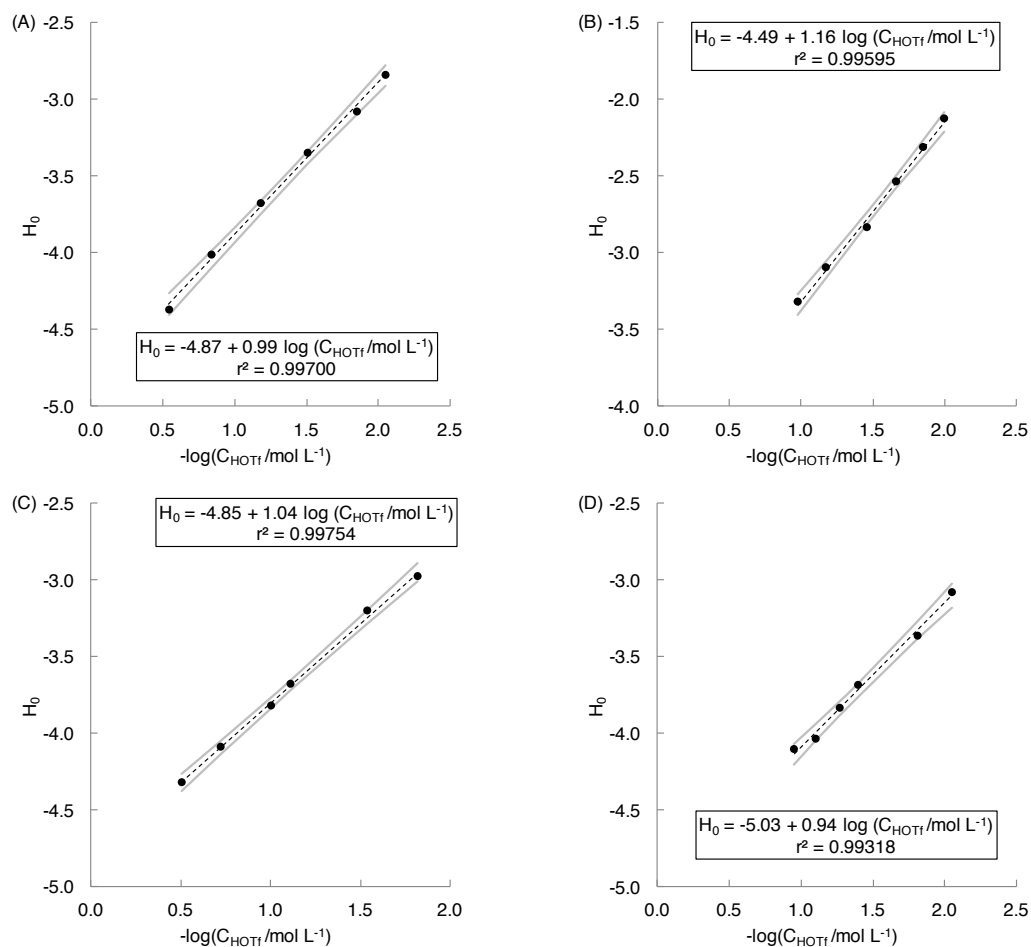 (A)
-2.5
-3.0
-3.5
-4.0
-4.5
-5.0
H₀
H₀ = -4.87 + 0.99 log (C_HOTf /mol L⁻¹)
r² = 0.99700
0.0 0.5 1.0 1.5 2.0 2.5
-log(C_HOTf/mol L⁻¹)
(B)
-1.5
-2.0
-2.5
-3.0
-3.5
-4.0
H₀
H₀ = -4.49 + 1.16 log (C_HOTf /mol L⁻¹)
r² = 0.99595
0.0 0.5 1.0 1.5 2.0 2.5
-log(C_HOTf/mol L⁻¹)
(C)
-2.5
-3.0
-3.5
-4.0
-4.5
-5.0
H₀
H₀ = -4.85 + 1.04 log (C_HOTf /mol L⁻¹)
r² = 0.99754
0.0 0.5 1.0 1.5 2.0
-log(C_HOTf/mol L⁻¹)
(D)
-2.5
-3.0
-3.5
-4.0
-4.5
-5.0
H₀
H₀ = -5.03 + 0.94 log (C_HOTf /mol L⁻¹)
r² = 0.99318
0.0 0.5 1.0 1.5 2.0 2.5
-log(C_HOTf/mol L⁻¹)